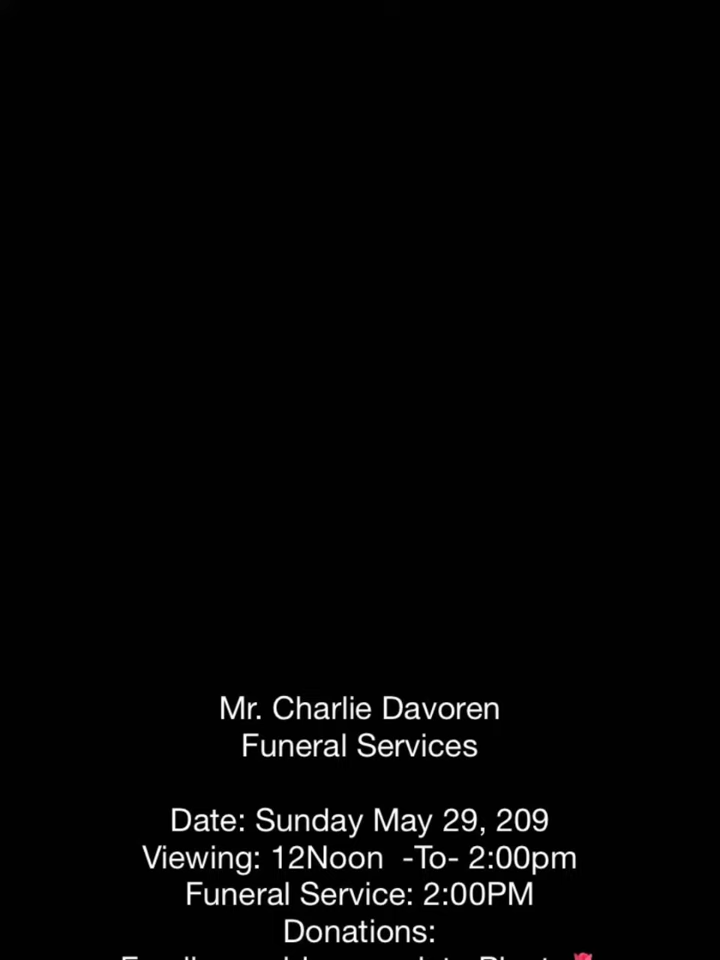 Mr. Charlie Davoren
Funeral Services
Date: Sunday May 29, 209
Viewing: 12Noon -To- 2:00pm
Funeral Service: 2:00PM
Donations: